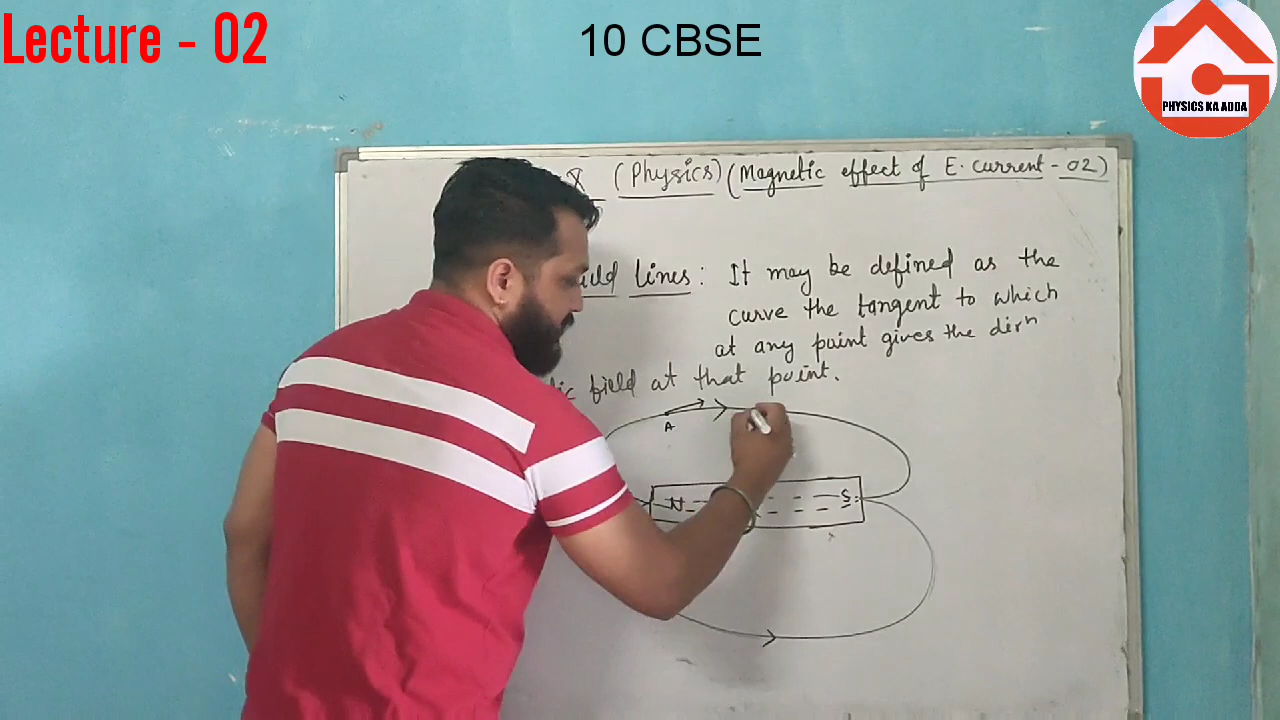 Lecture - 02
10 CBSE
PHYSICS KA ADDA
(Physics) (Magnetic effect of E. current - 02)
lines : It may be defined as the
curve the tangent to which
at any point gives the dirⁿ
field at that point.
A
N
S